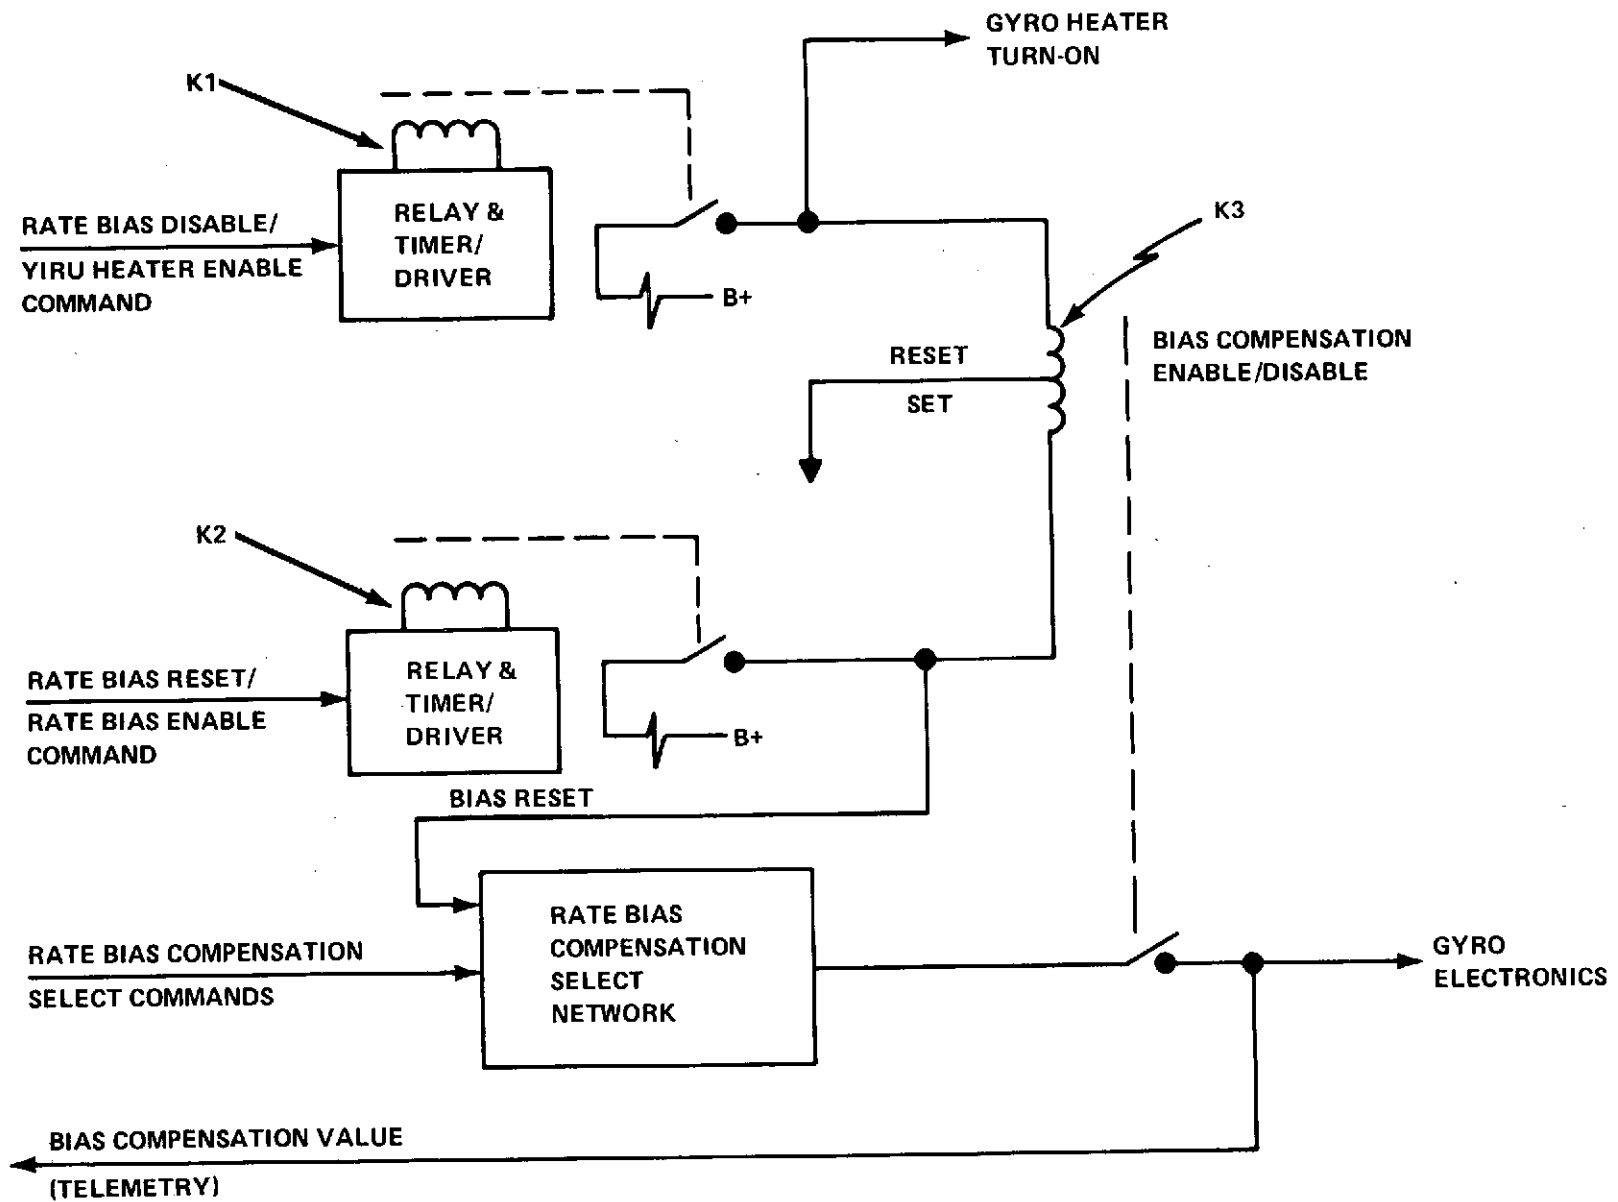 GYRO HEATER
TURN-ON
K1
RATE BIAS DISABLE/
YIRU HEATER ENABLE
COMMAND
RELAY &
TIMER/
DRIVER
B+
K3
RESET
SET
BIAS COMPENSATION
ENABLE/DISABLE
K2
RATE BIAS RESET/
RATE BIAS ENABLE
COMMAND
RELAY &
TIMER/
DRIVER
B+
BIAS RESET
RATE BIAS COMPENSATION
SELECT COMMANDS
RATE BIAS
COMPENSATION
SELECT
NETWORK
GYRO
ELECTRONICS
BIAS COMPENSATION VALUE
(TELEMETRY)